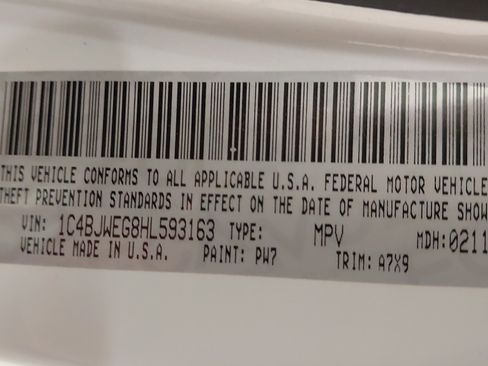 THIS VEHICLE CONFORMS TO ALL APPLICABLE U.S.A. FEDERAL MOTOR VEHICLE
THEFT PREVENTION STANDARDS IN EFFECT ON THE DATE OF MANUFACTURE SHOW
VIN: 1C4BJWEG8HL593163 TYPE: MPV MDH:0211
VEHICLE MADE IN U.S.A. PAINT: PW7 TRIM: A7X9